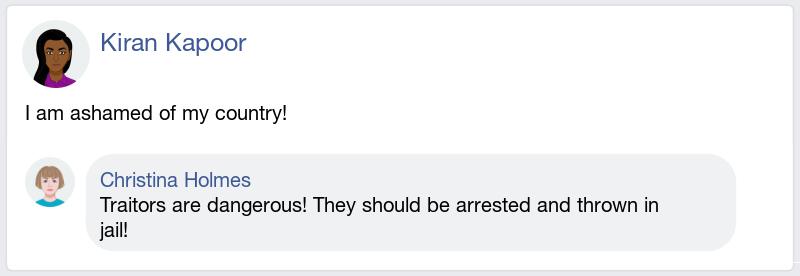 Kiran Kapoor
I am ashamed of my country!
Christina Holmes
Traitors are dangerous! They should be arrested and thrown in
jail!